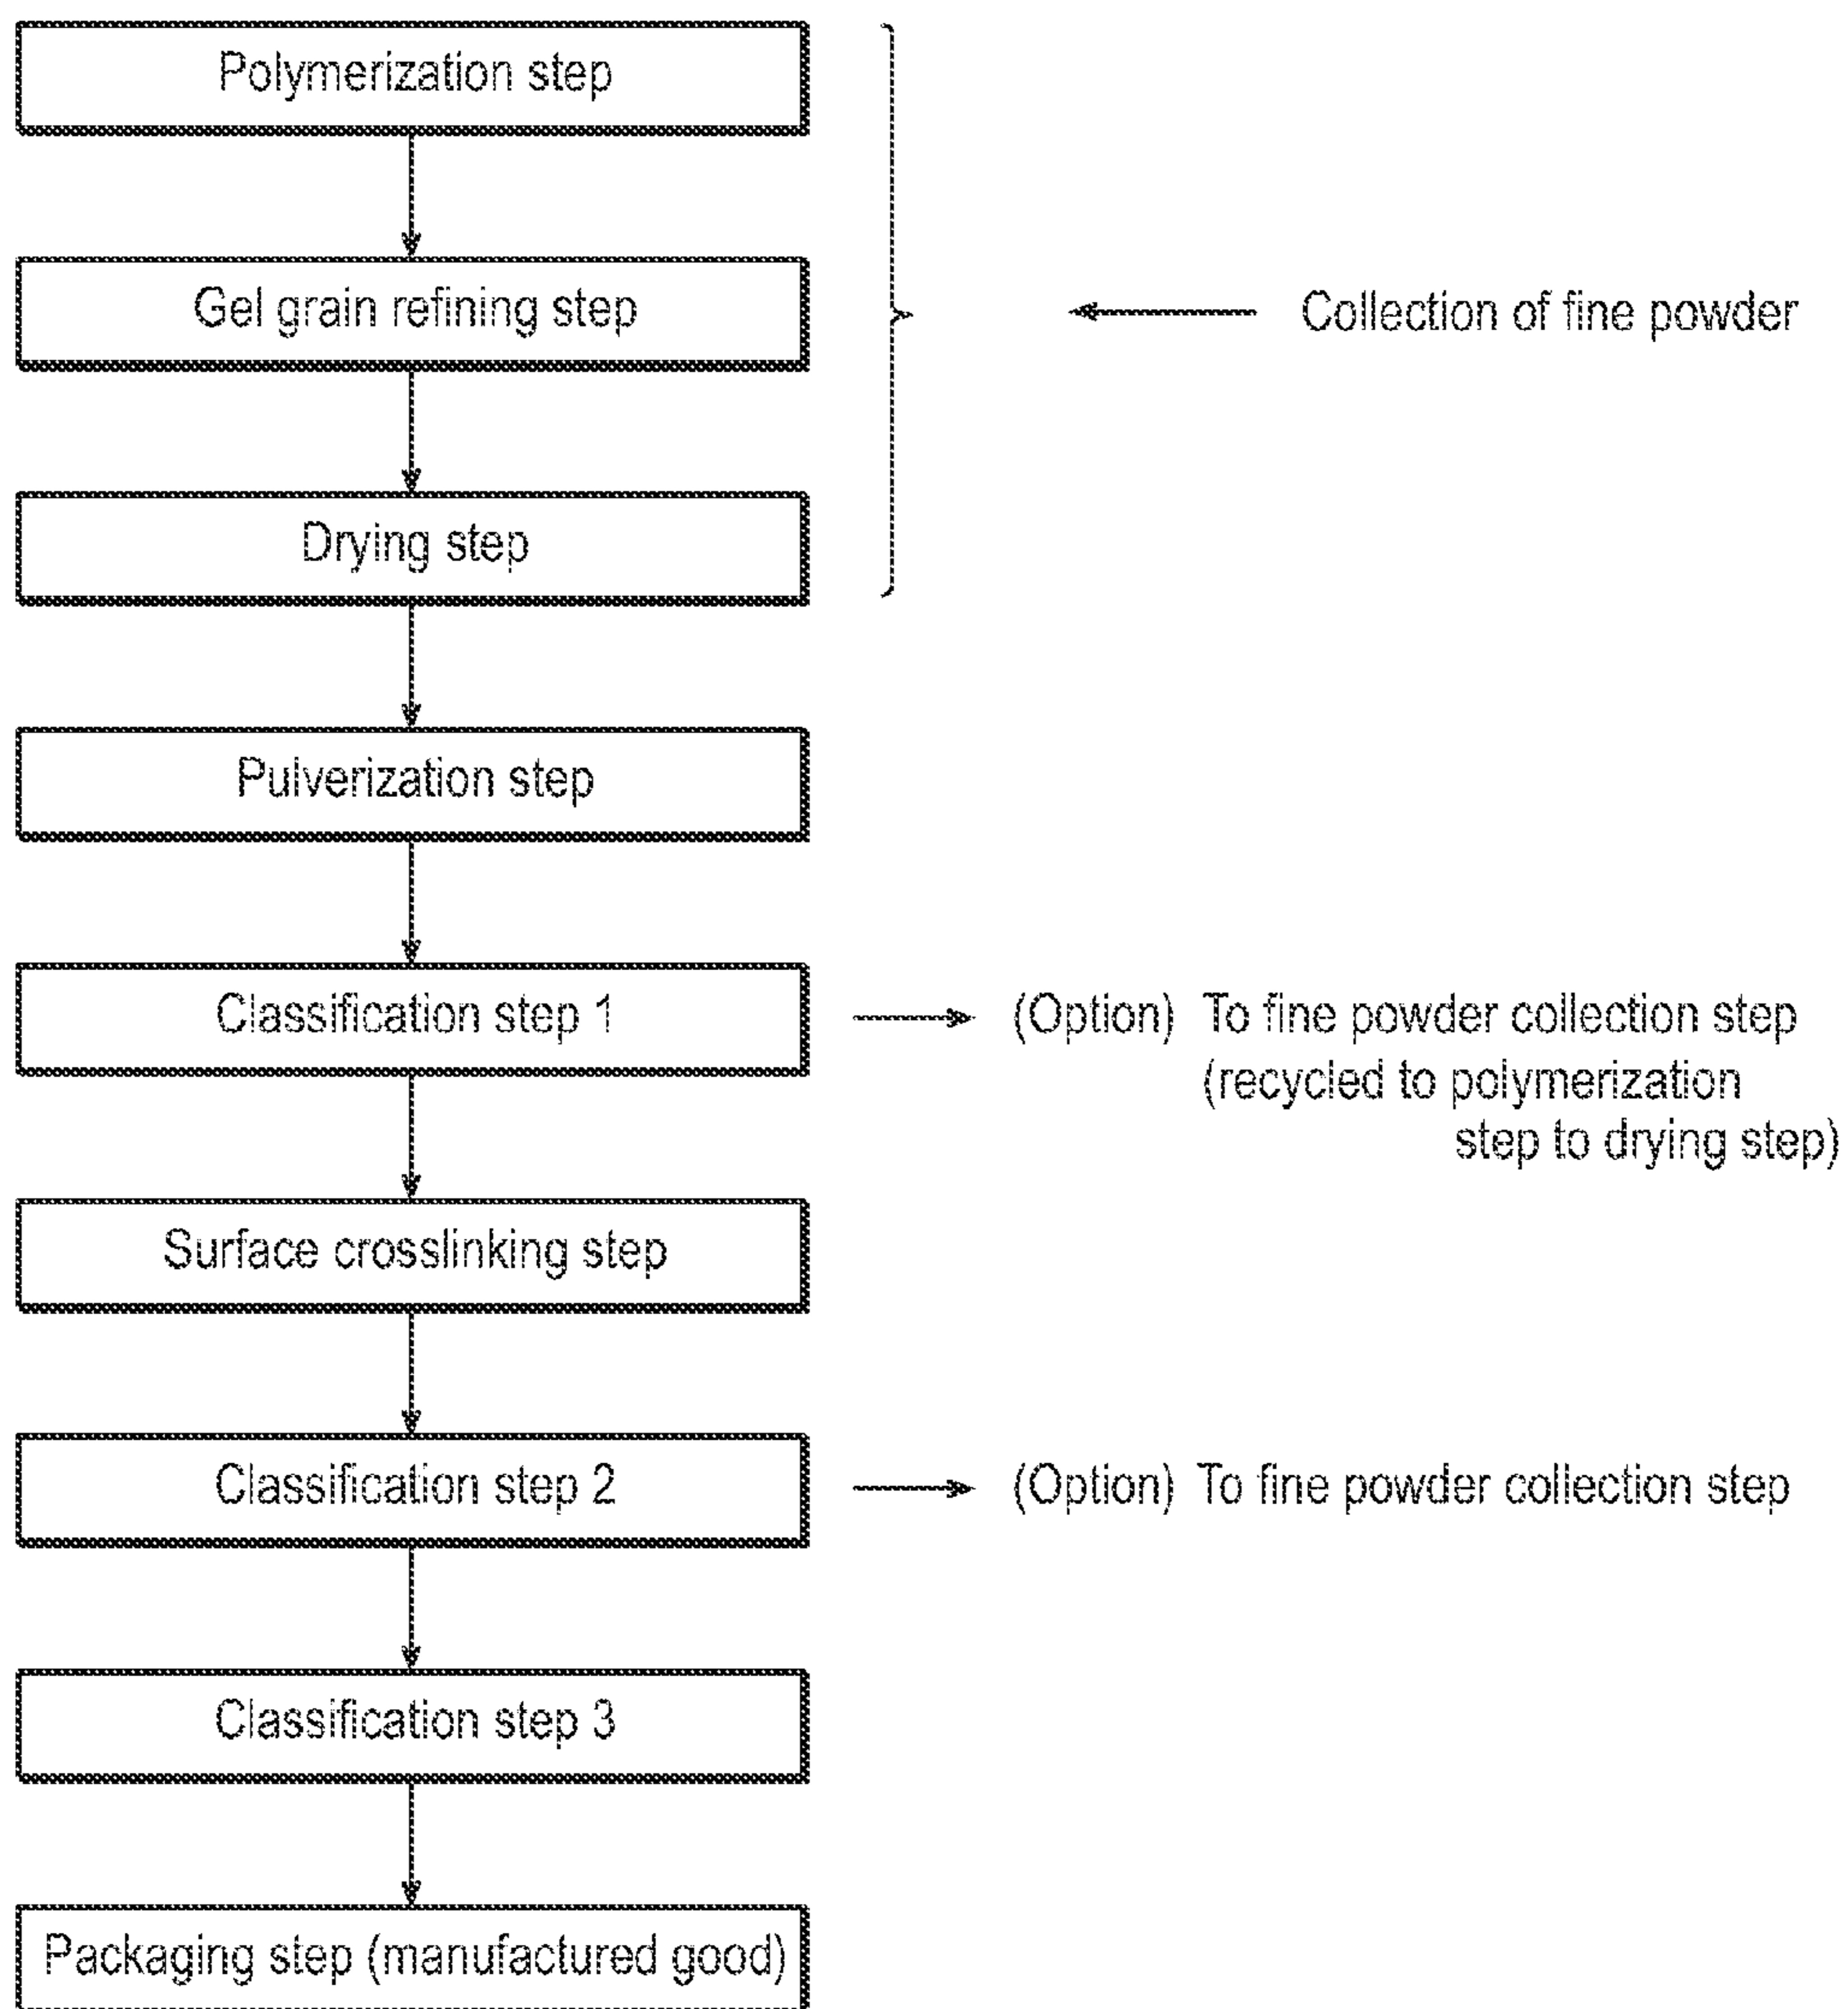 Polymerization step
Gel grain refining step
Collection of fine powder
Drying step
Pulverization step
Classification step 1
(Option) To fine powder collection step
(recycled to polymerization
step to drying step)
Surface crosslinking step
Classification step 2
(Option) To fine powder collection step
Classification step 3
Packaging step (manufactured good)